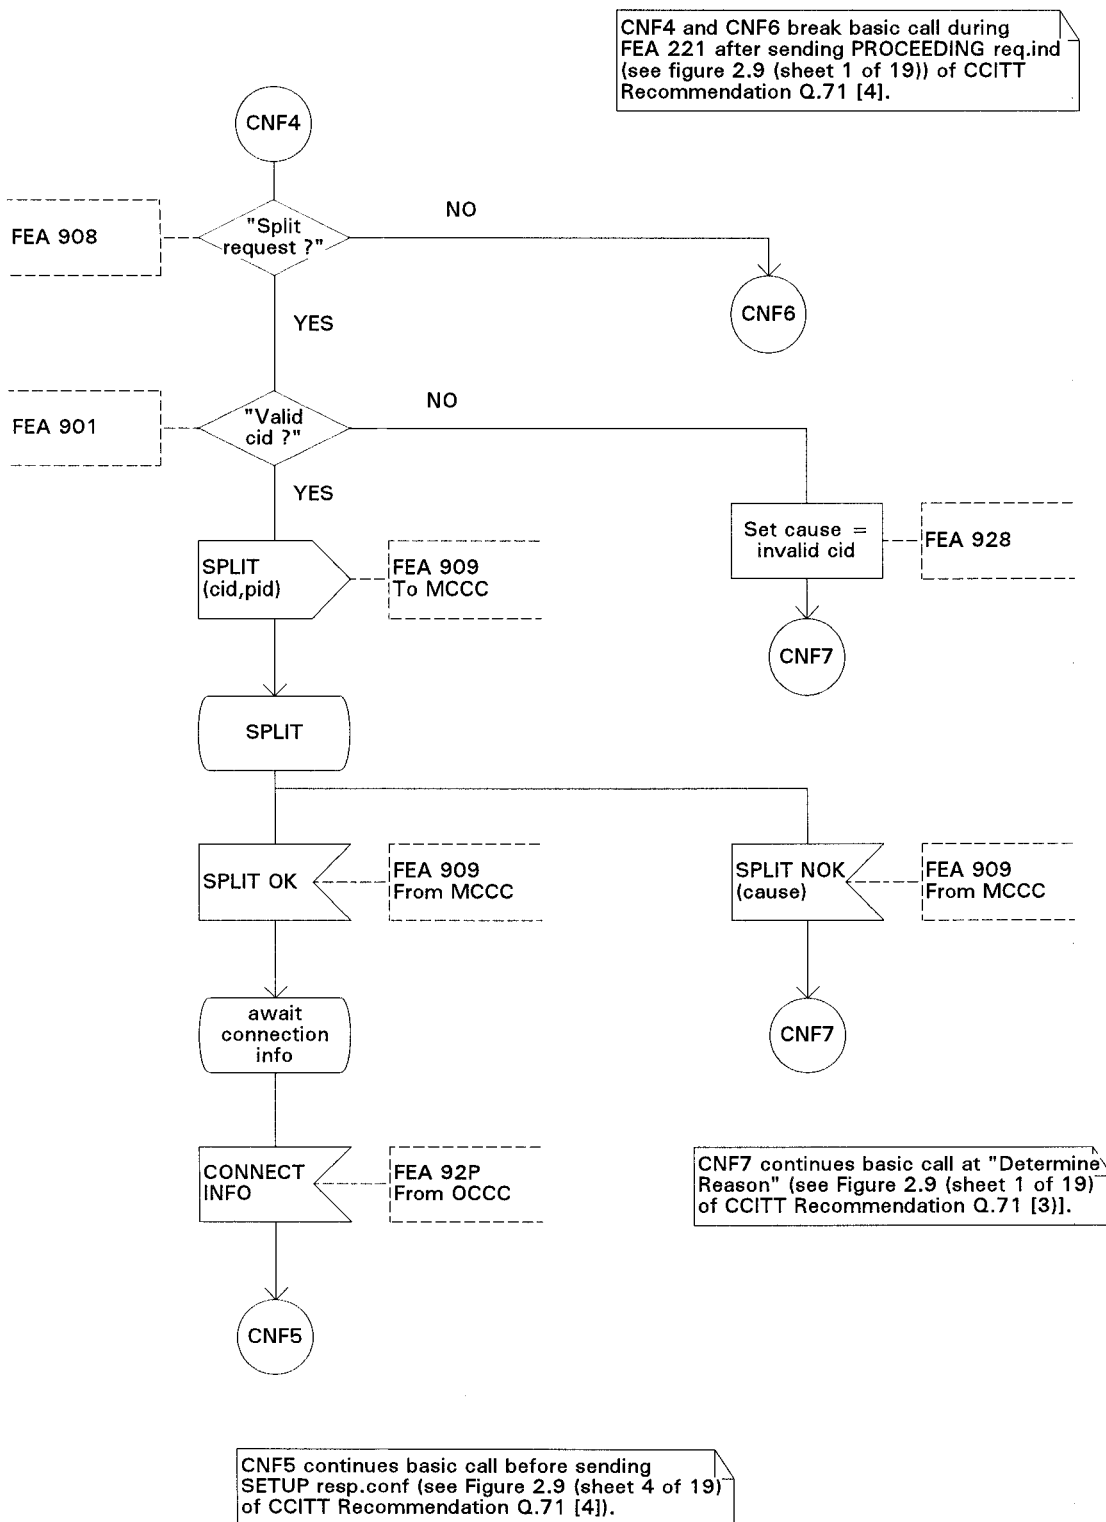 CNF4 and CNF6 break basic call during
FEA 221 after sending PROCEEDING req.ind
(see figure 2.9 (sheet 1 of 19)) of CCITT
Recommendation Q.71 [4].
CNF4
FEA 908
"Split
request ?"
NO
CNF6
YES
FEA 901
"Valid
cid ?"
NO
YES
SPLIT
(cid,pid)
FEA 909
To MCCC
Set cause =
invalid cid
FEA 928
CNF7
SPLIT
SPLIT OK
FEA 909
From MCCC
SPLIT NOK
(cause)
FEA 909
From MCCC
await
connection
info
CNF7
CONNECT
INFO
FEA 92P
From OCCC
CNF7 continues basic call at "Determine
Reason" (see Figure 2.9 (sheet 1 of 19)
of CCITT Recommendation Q.71 [3)].
CNF5
CNF5 continues basic call before sending
SETUP resp.conf (see Figure 2.9 (sheet 4 of 19)
of CCITT Recommendation Q.71 [4]).